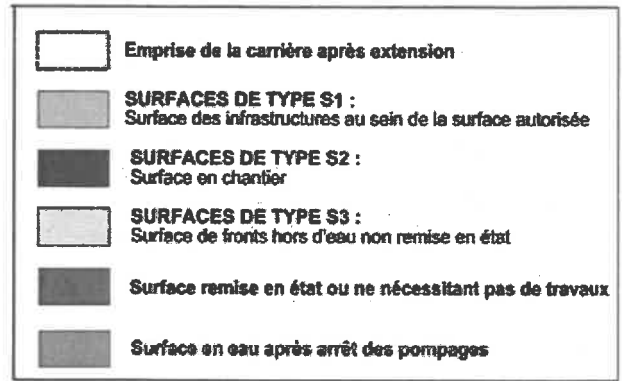 Emprise de la carrière après extension
SURFACES DE TYPE S1 :
Surface des infrastructures au sein de la surface autorisée
SURFACES DE TYPE S2 :
Surface en chantier
SURFACES DE TYPE S3 :
Surface de fronts hors d'eau non remise en état
Surface remise en état ou ne nécessitant pas de travaux
Surface en eau après arrêt des pompages